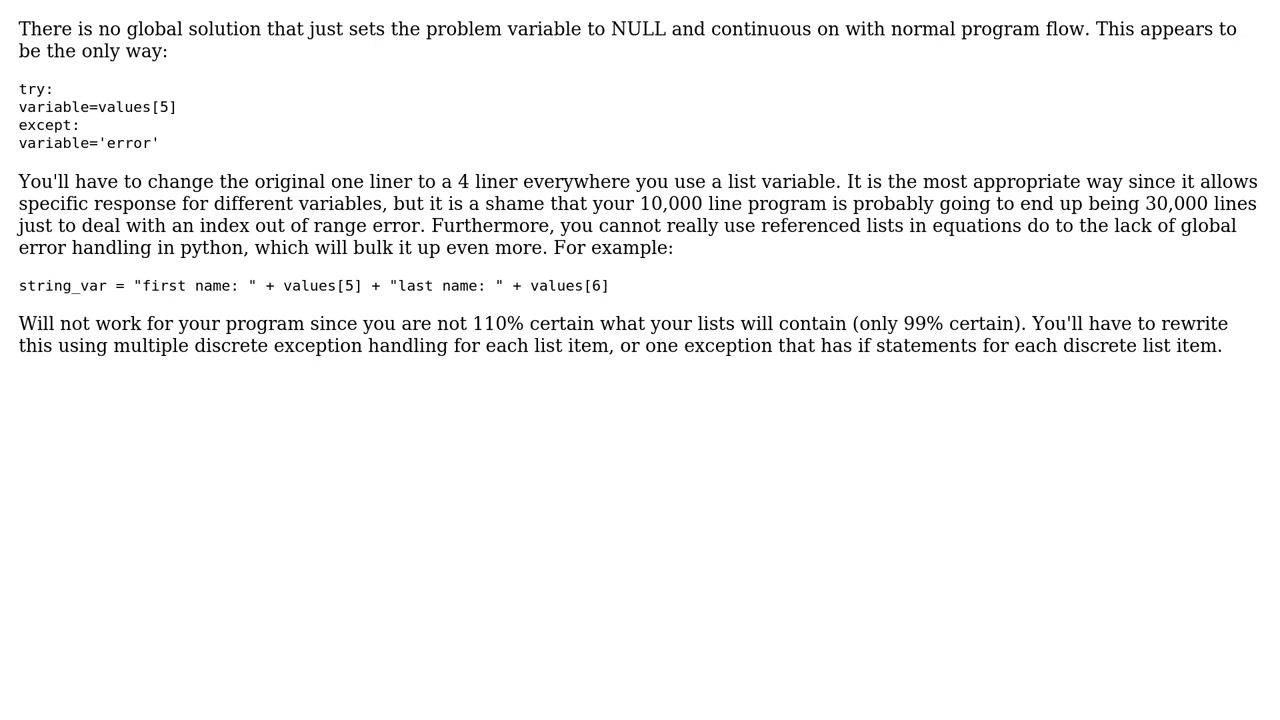 There is no global solution that just sets the problem variable to NULL and continuous on with normal program flow. This appears to
be the only way:
try:
variable=values[5]
except:
variable='error'
You'll have to change the original one liner to a 4 liner everywhere you use a list variable. It is the most appropriate way since it allows
specific response for different variables, but it is a shame that your 10,000 line program is probably going to end up being 30,000 lines
just to deal with an index out of range error. Furthermore, you cannot really use referenced lists in equations do to the lack of global
error handling in python, which will bulk it up even more. For example:
string_var = "first name: " + values[5] + "last name: " + values[6]
Will not work for your program since you are not 110% certain what your lists will contain (only 99% certain). You'll have to rewrite
this using multiple discrete exception handling for each list item, or one exception that has if statements for each discrete list item.